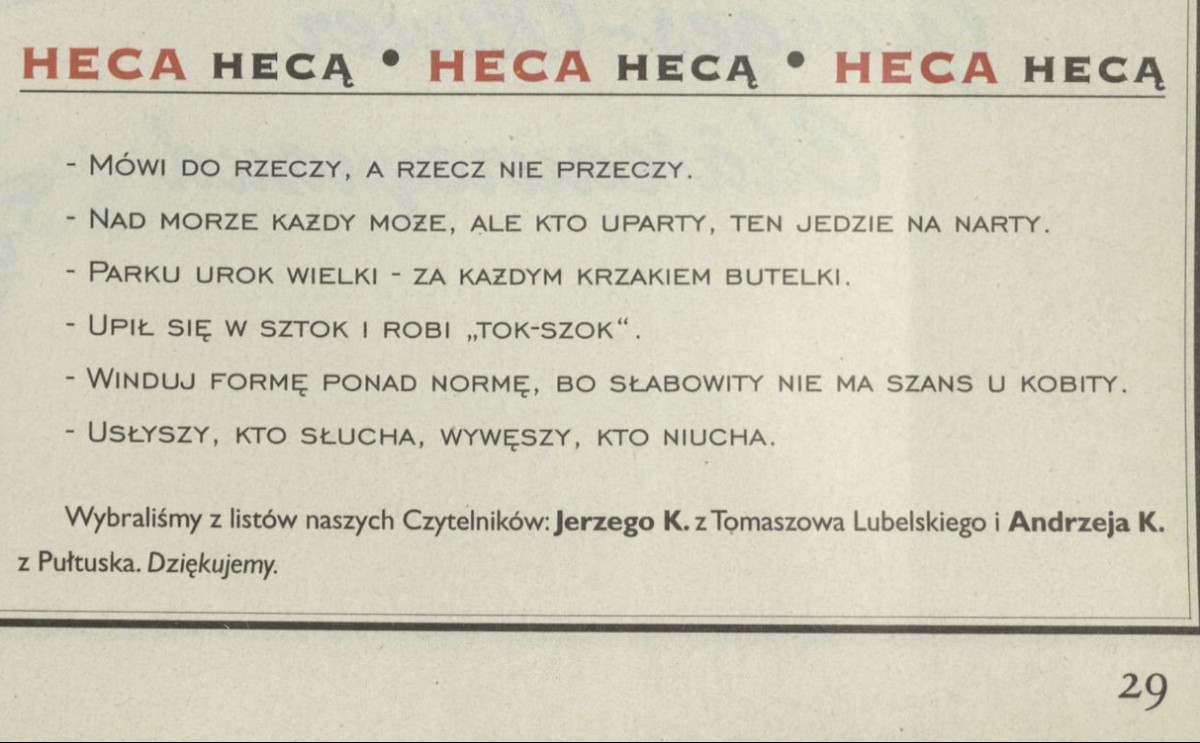 HECA HECĄ • HECA HECĄ • HECA HECĄ
- MÓWI DO RZECZY, A RZECZ NIE PRZECZY.
- NAD MORZE KAŻDY MOŻE, ALE KTO UPARTY, TEN JEDZIE NA NARTY.
- PARKU UROK WIELKI - ZA KAŻDYM KRZAKIEM BUTELKI.
- UPIŁ SIĘ W SZTOK I ROBI „TOK-SZOK“.
- WINDUJ FORMĘ PONAD NORMĘ, BO SŁABOWITY NIE MA SZANS U KOBITY.
- USŁYSZY, KTO SŁUCHA, WYWĘSZY, KTO NIUCHA.
Wybraliśmy z listów naszych Czytelników: Jerzego K. z Tomaszowa Lubelskiego i Andrzeja K.
z Pułtuska. Dziękujemy.
29